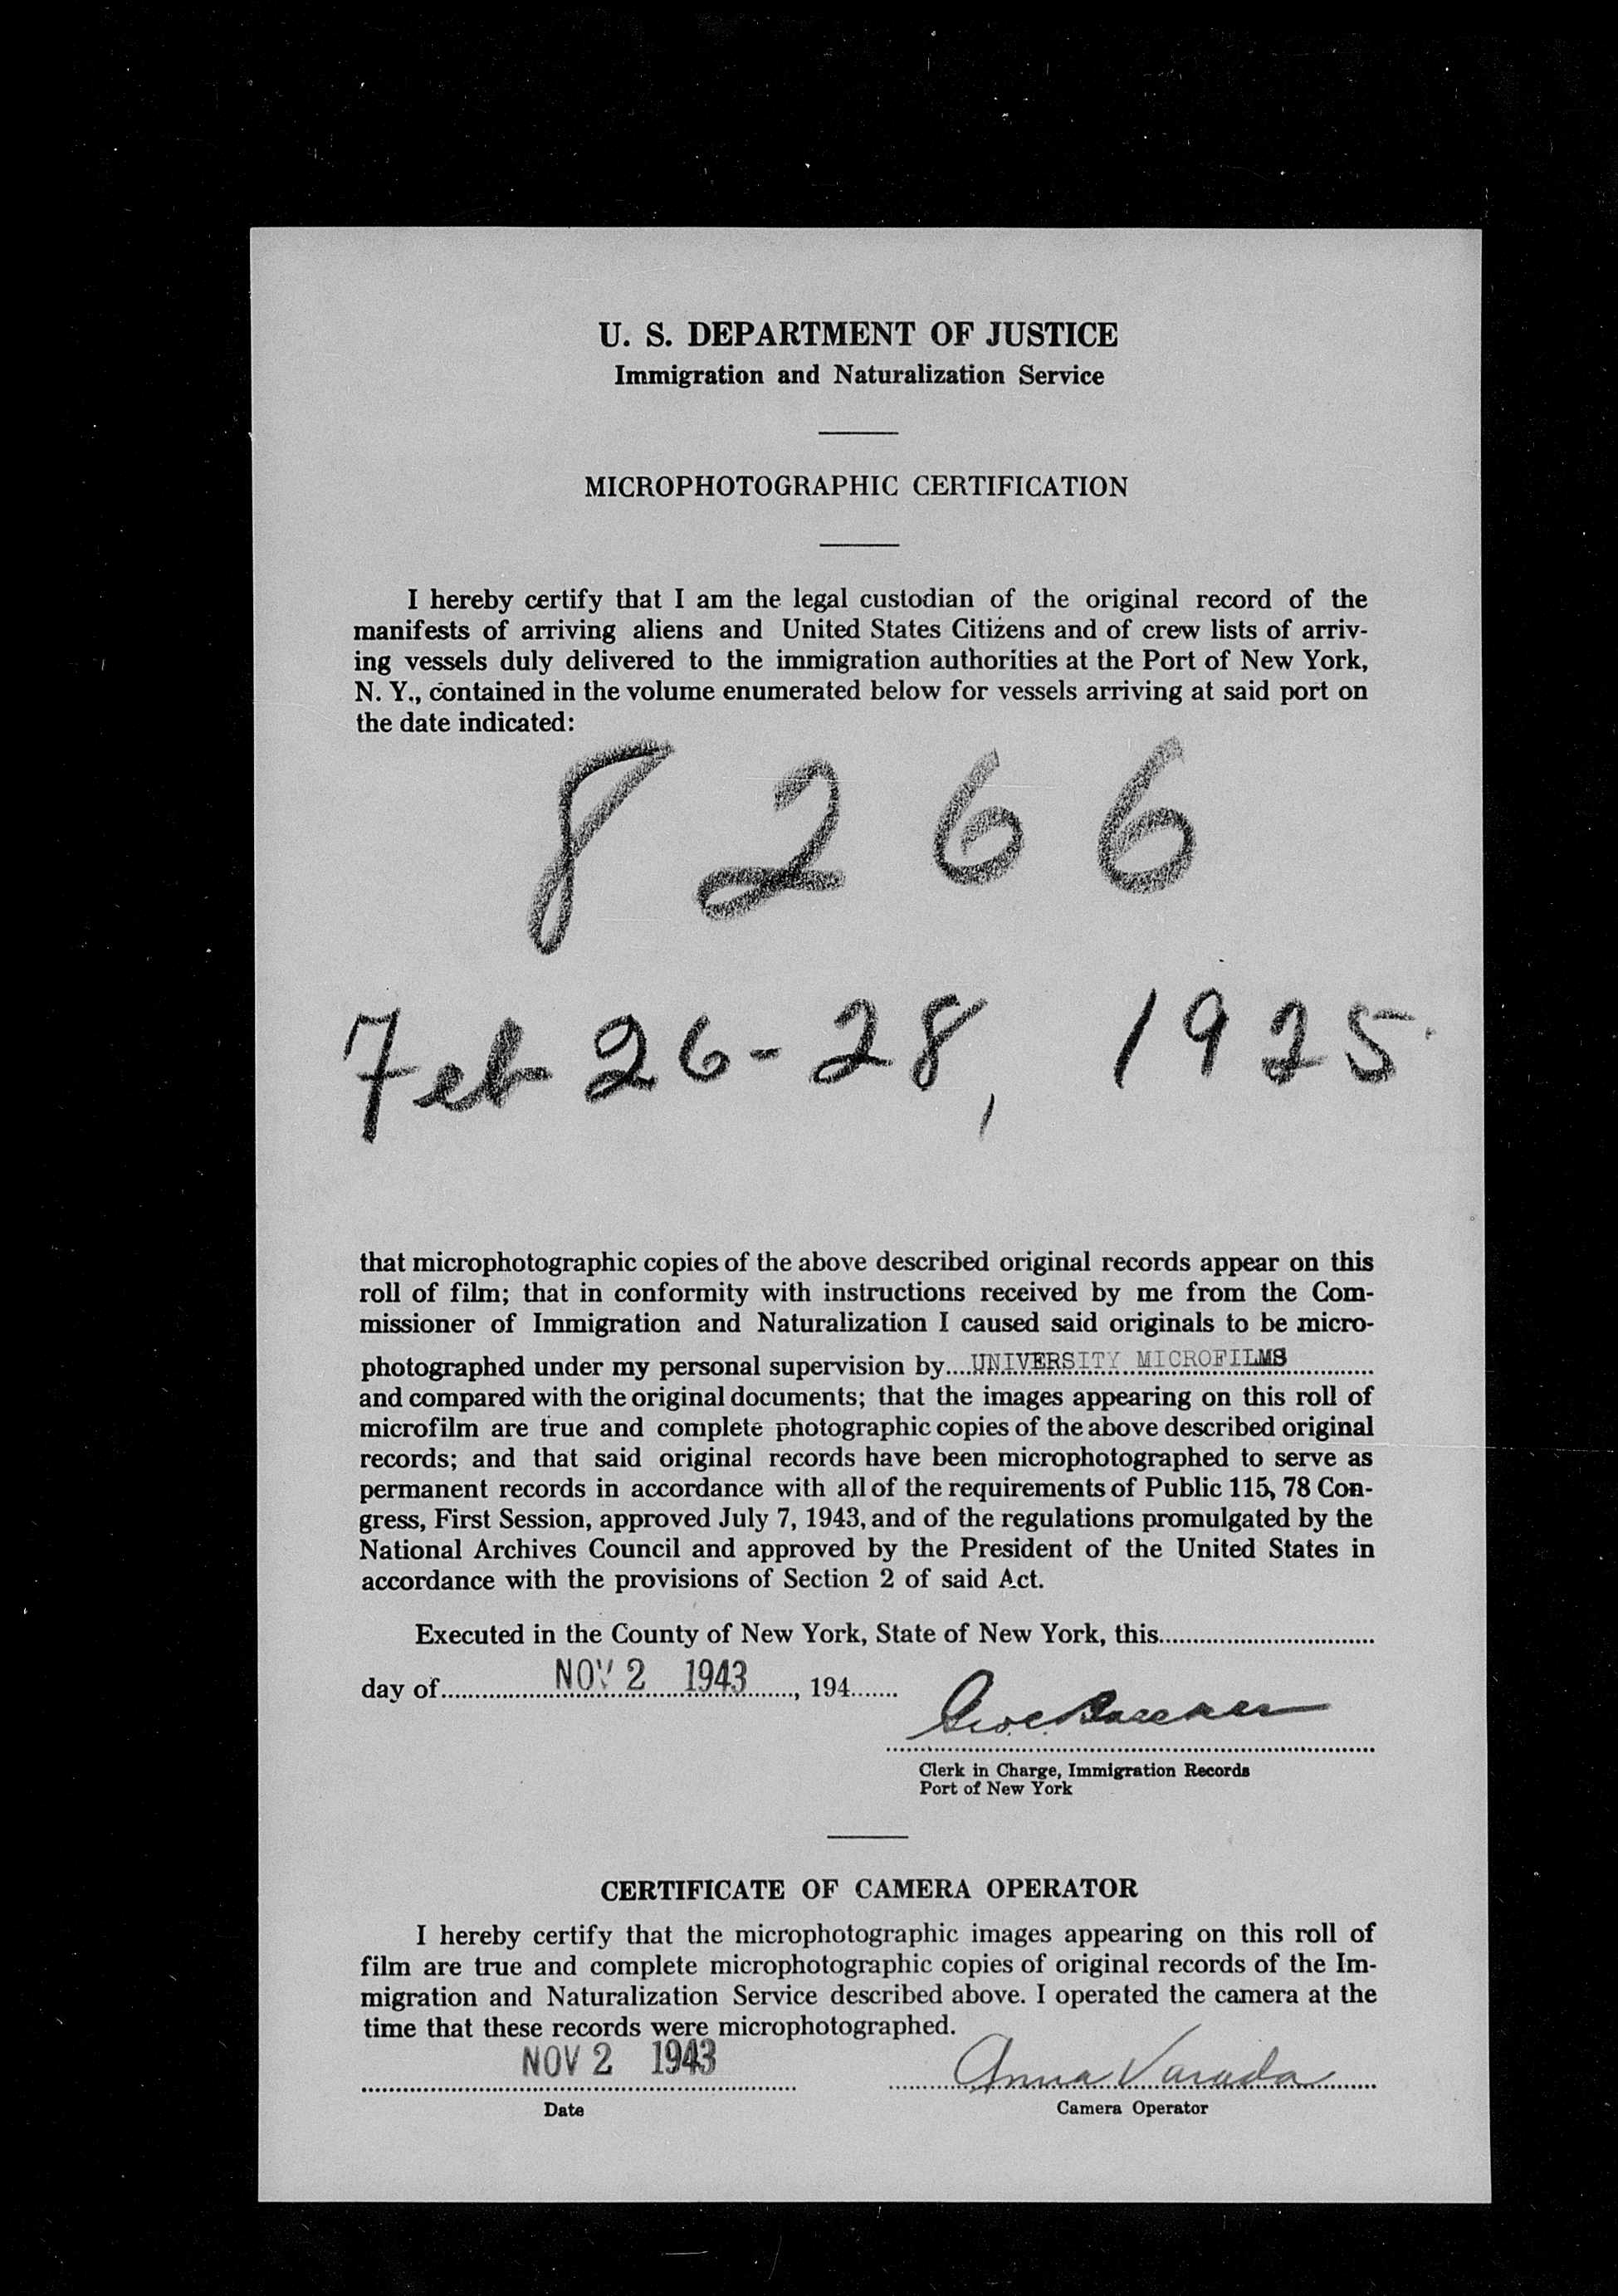 U. S. DEPARTMENT OF JUSTICE
Immigration and Naturalization Service
MICROPHOTOGRAPHIC CERTIFICATION
I hereby certify that I am the legal custodian of the original record of the
manifests of arriving aliens and United States Citizens and of crew lists of arriv-
ing vessels duly delivered to the immigration authorities at the Port of New York,
N. Y., contained in the volume enumerated below for vessels arriving at said port on
the date indicated:
8 2 6 6
Feb 26-28, 1925
that microphotographic copies of the above described original records appear on this
roll of film; that in conformity with instructions received by me from the Com-
missioner of Immigration and Naturalization I caused said originals to be micro-
photographed under my personal supervision by....UNIVERSITY MICROFILMS
and compared with the original documents; that the images appearing on this roll of
microfilm are true and complete photographic copies of the above described original
records; and that said original records have been microphotographed to serve as
permanent records in accordance with all of the requirements of Public 115, 78 Con-
gress, First Session, approved July 7, 1943, and of the regulations promulgated by the
National Archives Council and approved by the President of the United States in
accordance with the provisions of Section 2 of said Act.
Executed in the County of New York, State of New York, this
day of NOV 2 1943, 194
Clerk in Charge, Immigration Records
Port of New York
CERTIFICATE OF CAMERA OPERATOR
I hereby certify that the microphotographic images appearing on this roll of
film are true and complete microphotographic copies of original records of the Im-
migration and Naturalization Service described above. I operated the camera at the
time that these records were microphotographed.
NOV 2 1943 Anna Varada
Date Camera Operator